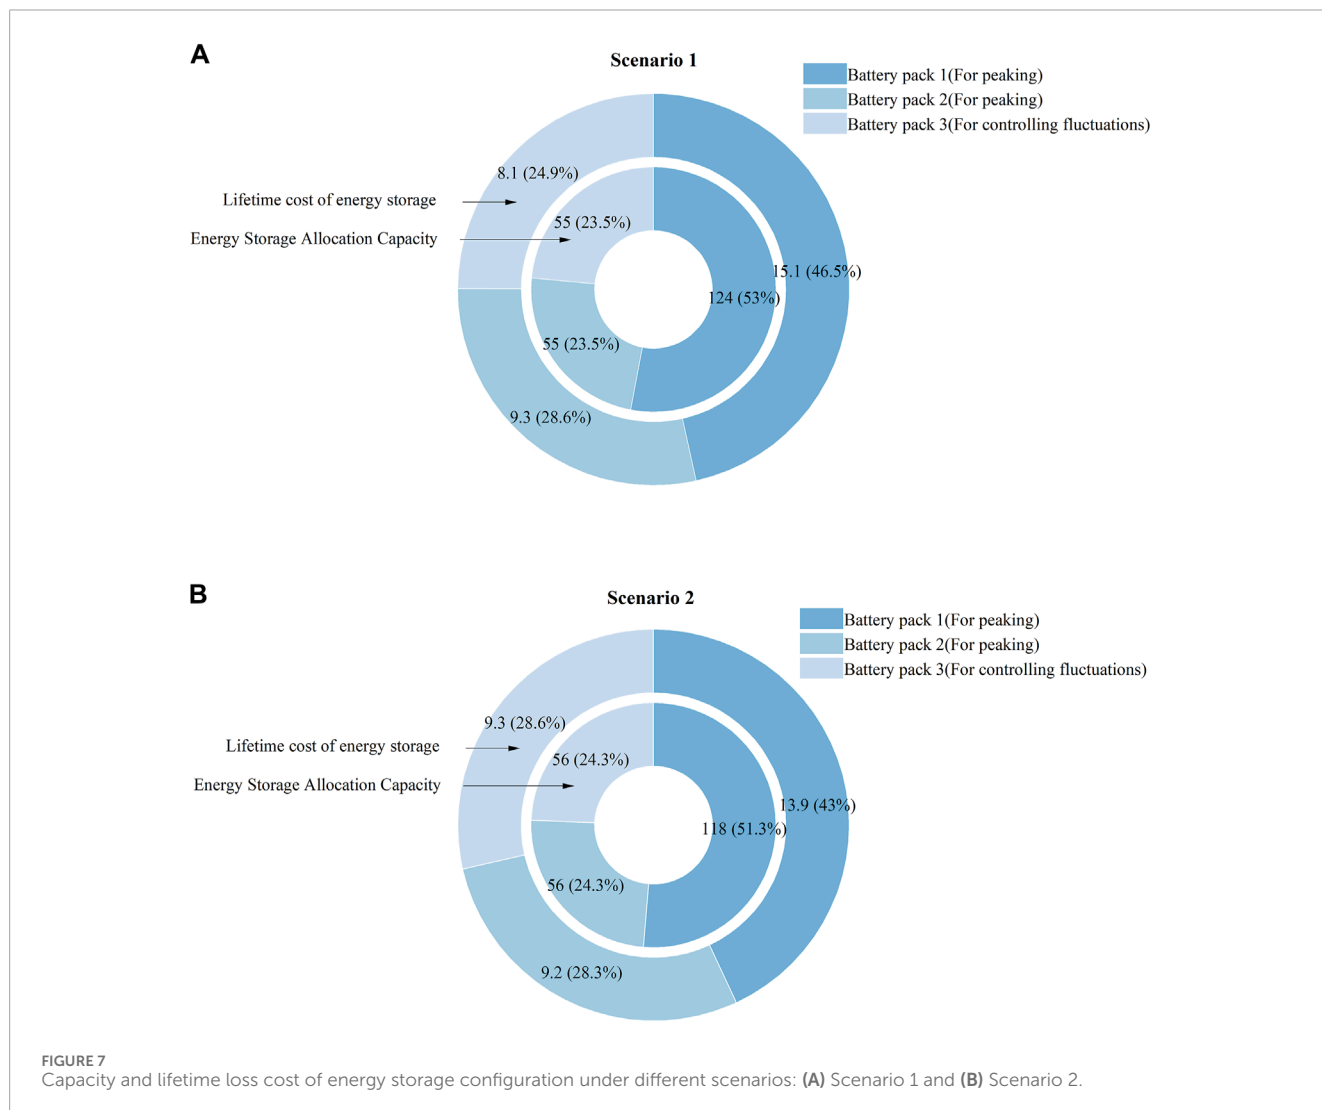 A
Scenario 1
Battery pack 1(For peaking)
Battery pack 2(For peaking)
Battery pack 3(For controlling fluctuations)
8.1 (24.9%)
Lifetime cost of energy storage
55 (23.5%)
Energy Storage Allocation Capacity
15.1 (46.5%)
124 (53%)
55 (23.5%)
9.3 (28.6%)
B
Scenario 2
Battery pack 1(For peaking)
Battery pack 2(For peaking)
Battery pack 3(For controlling fluctuations)
9.3 (28.6%)
Lifetime cost of energy storage
56 (24.3%)
Energy Storage Allocation Capacity
13.9 (43%)
118 (51.3%)
56 (24.3%)
9.2 (28.3%)
FIGURE 7
Capacity and lifetime loss cost of energy storage configuration under different scenarios: (A) Scenario 1 and (B) Scenario 2.